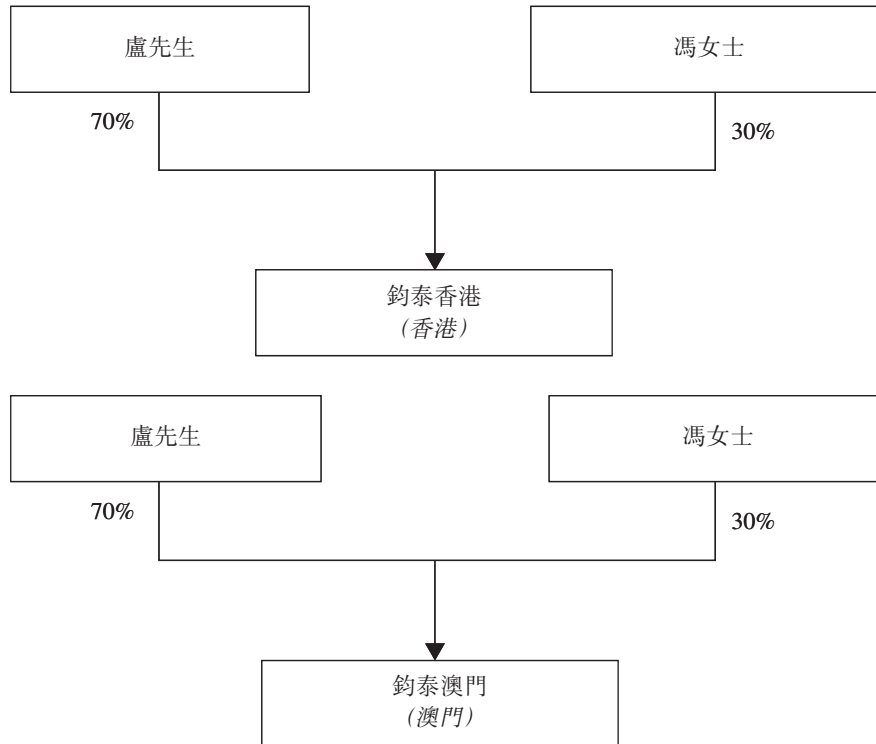 盧先生
馮女士
70%
30%
鈞泰香港
(香港)
盧先生
馮女士
70%
30%
鈞泰澳門
(澳門)